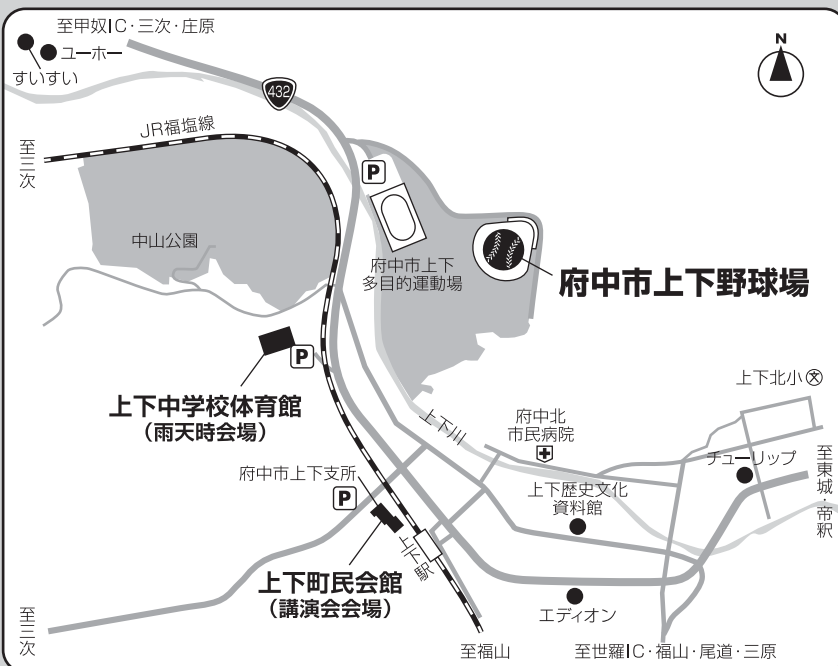 至甲奴IC・三次・庄原
ユーホー
すいすい
432
N
JR福塩線
至三次
P
中山公園
府中市上下
多目的運動場
府中市上下野球場
P
上下中学校体育館
(雨天時会場)
上下北小
文
上下川
府中北
市民病院
チューリップ
至東城・帝釈
府中市上下支所
P
上下歴史文化
資料館
上下駅
上下町民会館
(講演会会場)
エディオン
至三次
至福山
至世羅IC・福山・尾道・三原